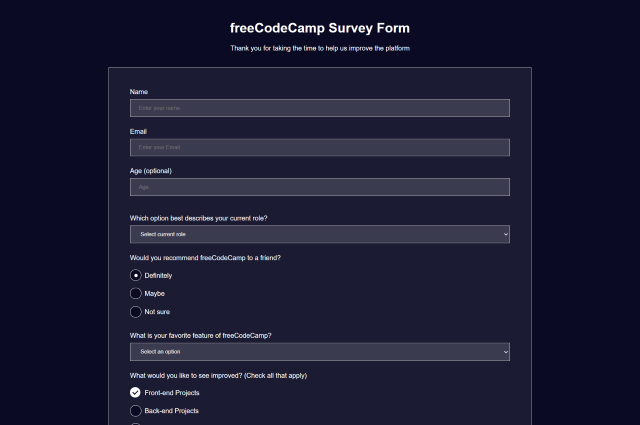 freeCodeCamp Survey Form
Thank you for taking the time to help us improve the platform
Name
Enter your name
Email
Enter your Email
Age (optional)
Age
Which option best describes your current role?
Select current role
Would you recommend freeCodeCamp to a friend?
Definitely
Maybe
Not sure
What is your favorite feature of freeCodeCamp?
Select an option
What would you like to see improved? (Check all that apply)
Front-end Projects
Back-end Projects